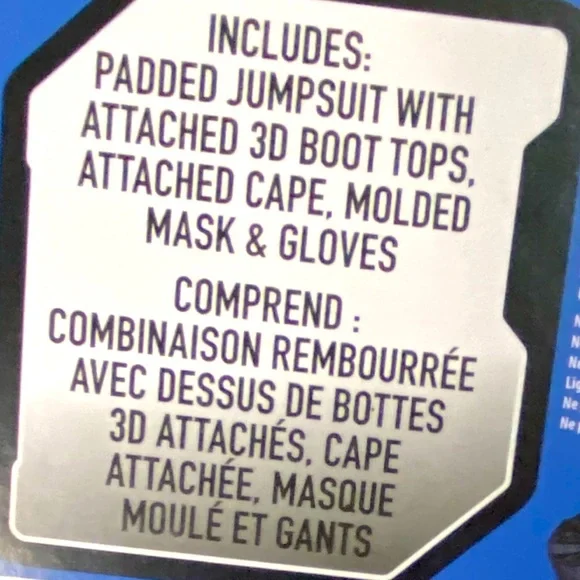 INCLUDES:
PADDED JUMPSUIT WITH
ATTACHED 3D BOOT TOPS,
ATTACHED CAPE, MOLDED
MASK & GLOVES
COMPREND :
COMBINAISON REMBOURRÉE
AVEC DESSUS DE BOTTES
3D ATTACHÉS, CAPE
ATTACHÉE, MASQUE
MOULÉ ET GANTS